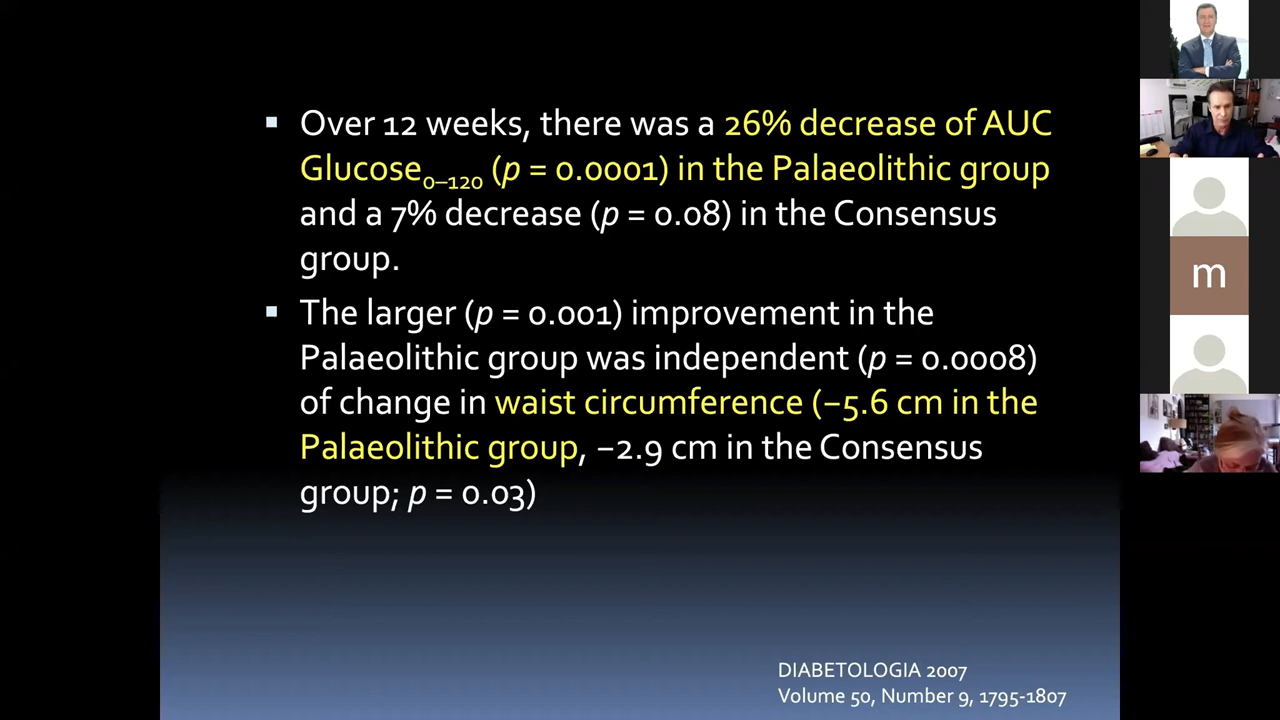 ▪ Over 12 weeks, there was a 26% decrease of AUC
Glucose0–120 (p = 0.0001) in the Palaeolithic group
and a 7% decrease (p = 0.08) in the Consensus
group.
▪ The larger (p = 0.001) improvement in the
Palaeolithic group was independent (p = 0.0008)
of change in waist circumference (−5.6 cm in the
Palaeolithic group, −2.9 cm in the Consensus
group; p = 0.03)
DIABETOLOGIA 2007
Volume 50, Number 9, 1795-1807
m